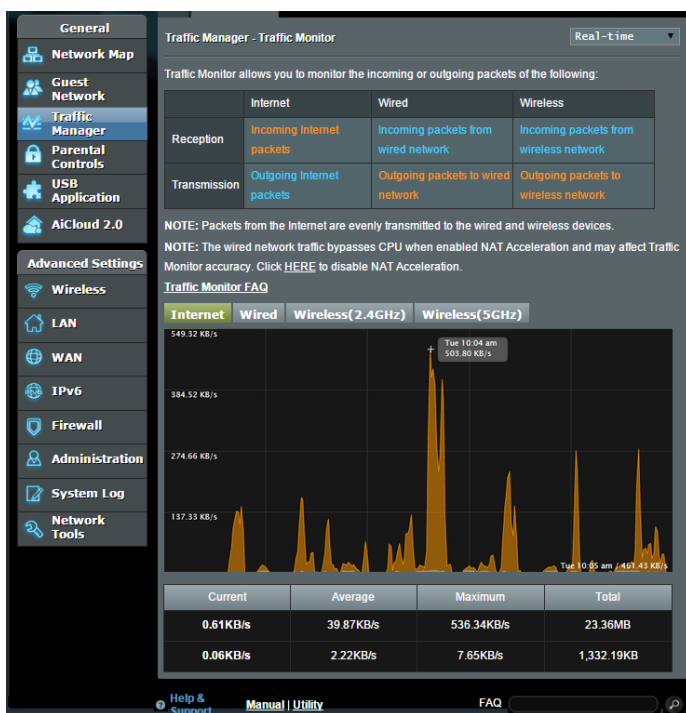 General
Network Map
Guest
Network
Traffic
Manager
Parental
Controls
USB
Application
AiCloud 2.0
Advanced Settings
Wireless
LAN
WAN
IPv6
Firewall
Administration
System Log
Network
Tools
Traffic Manager - Traffic Monitor
Real-time
Traffic Monitor allows you to monitor the incoming or outgoing packets of the following:
Internet Wired Wireless
Reception
Incoming Internet
packets
Incoming packets from
wired network
Incoming packets from
wireless network
Transmission
Outgoing Internet
packets
Outgoing packets to wired
network
Outgoing packets to
wireless network
NOTE: Packets from the Internet are evenly transmitted to the wired and wireless devices.
NOTE: The wired network traffic bypasses CPU when enabled NAT Acceleration and may affect Traffic
Monitor accuracy. Click HERE to disable NAT Acceleration.
Traffic Monitor FAQ
Internet Wired Wireless(2.4GHz) Wireless(5GHz)
549.32 KB/s
Tue 10:04 am
503.80 KB/s
384.52 KB/s
274.66 KB/s
137.33 KB/s
Tue 10:05 am / 461.43 KB/s
Current Average Maximum Total
0.61KB/s 39.87KB/s 536.34KB/s 23.36MB
0.06KB/s 2.22KB/s 7.65KB/s 1,332.19KB
Help &
Support
Manual | Utility
FAQ